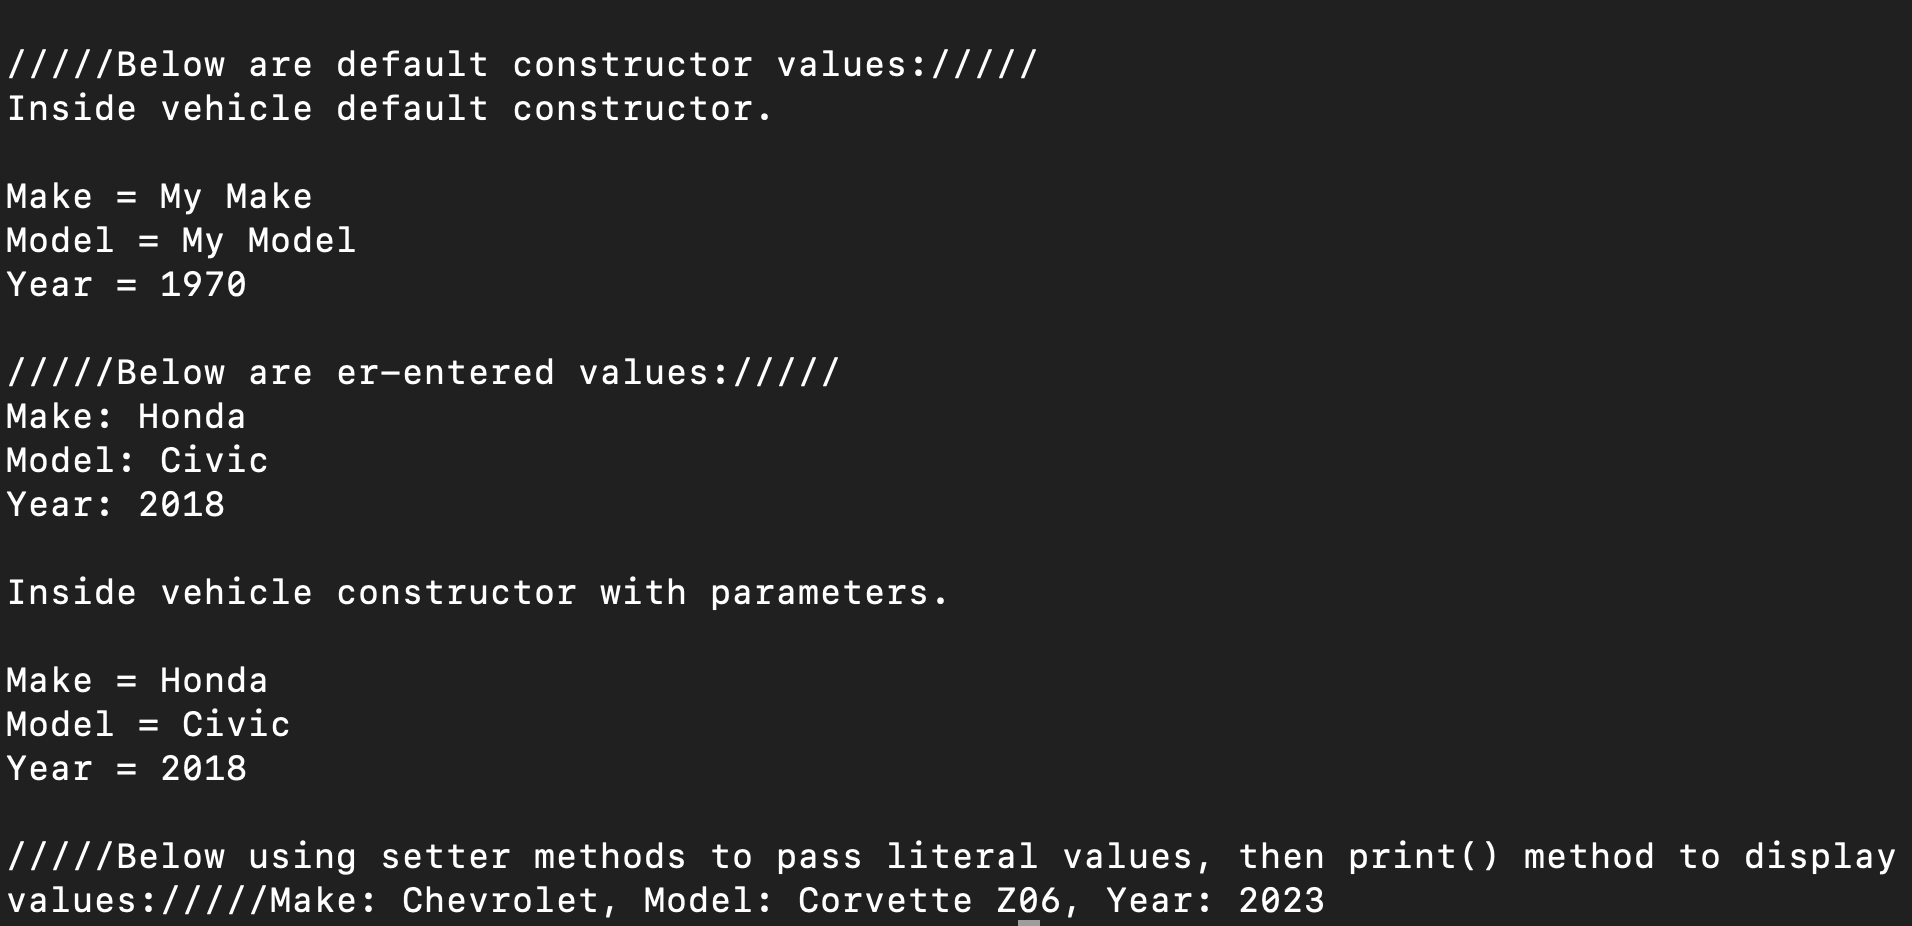 /////Below are default constructor values://///
Inside vehicle default constructor.
Make = My Make
Model = My Model
Year = 1970
/////Below are er-entered values://///
Make: Honda
Model: Civic
Year: 2018
Inside vehicle constructor with parameters.
Make = Honda
Model = Civic
Year = 2018
/////Below using setter methods to pass literal values, then print() method to display
values://///Make: Chevrolet, Model: Corvette Z06, Year: 2023